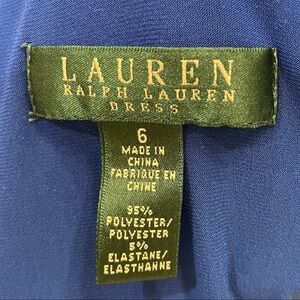 LAUREN
RALPH LAUREN
DRESS
6
MADE IN
CHINA
FABRIQUE EN
CHINE
95%
POLYESTER/
POLYESTER
5%
ELASTANE/
ELASTHANNE